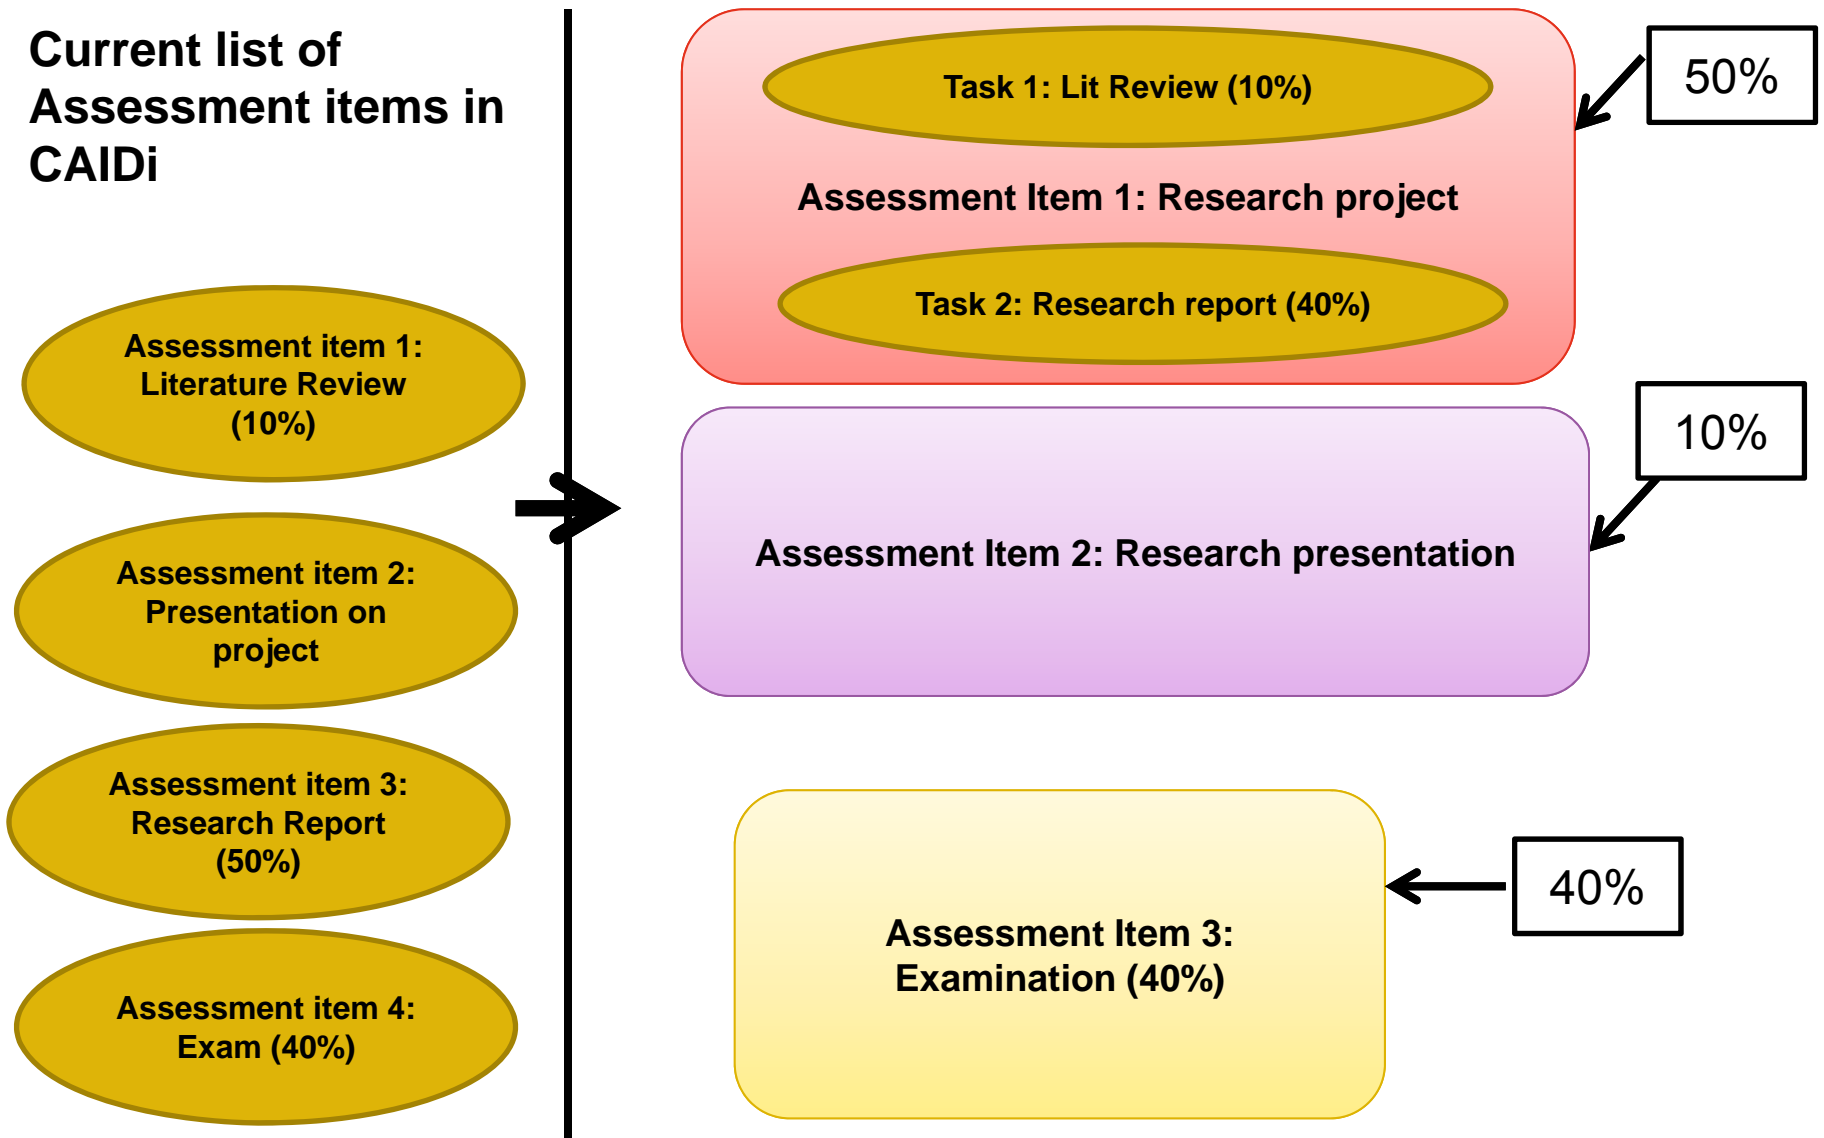 Current list of
Assessment items in
CAIDi
Assessment item 1:
Literature Review
(10%)
Assessment item 2:
Presentation on
project
Assessment item 3:
Research Report
(50%)
Assessment item 4:
Exam (40%)
Task 1: Lit Review (10%)
Assessment Item 1: Research project
Task 2: Research report (40%)
50%
Assessment Item 2: Research presentation
10%
Assessment Item 3:
Examination (40%)
40%